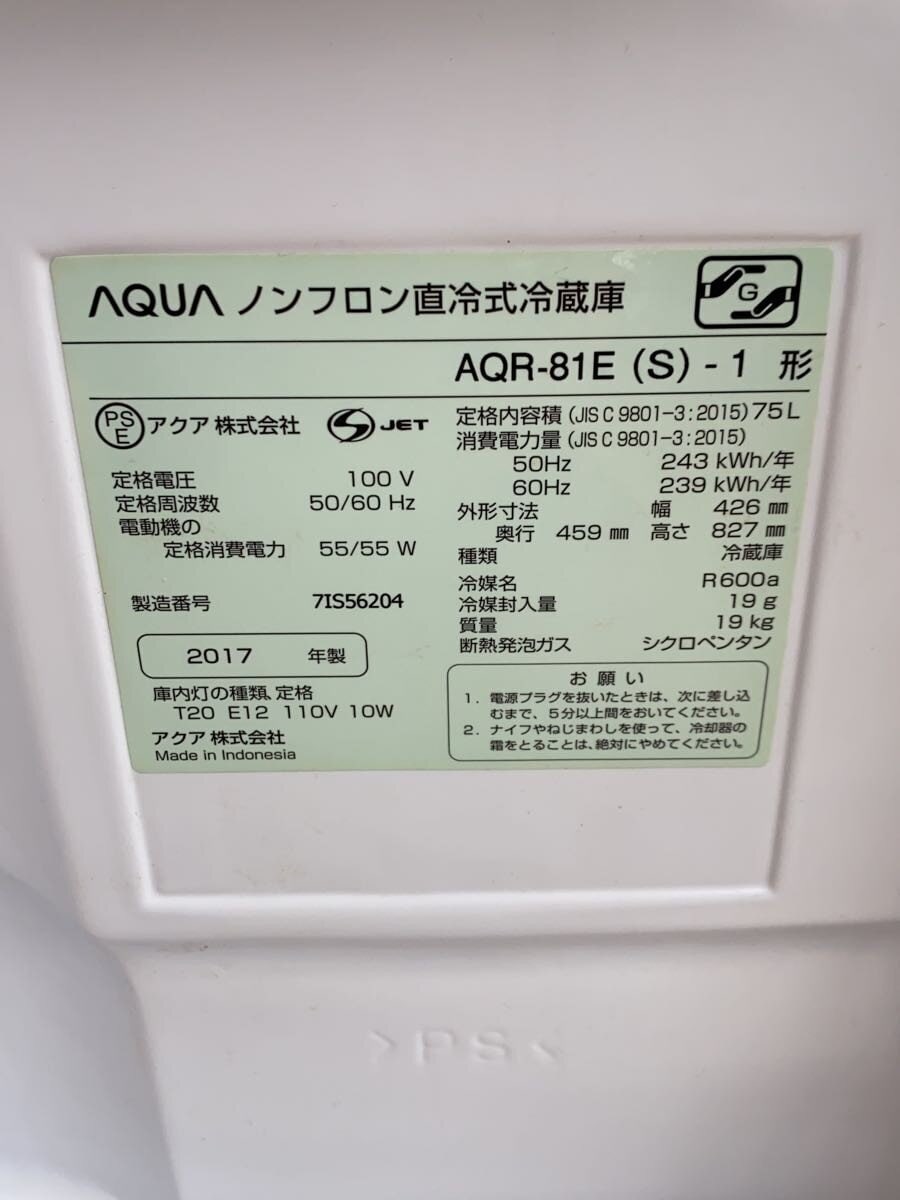 AQUA ノンフロン直冷式冷蔵庫
G
AQR-81E (S) - 1 形
PS E アクア 株式会社 S JET
定格電圧 100 V
定格周波数 50/60 Hz
電動機の
定格消費電力 55/55 W
製造番号 7IS56204
2017 年製
庫内灯の種類、定格
T20 E12 110V 10W
アクア 株式会社
Made in Indonesia
定格内容積 (JIS C 9801-3:2015) 75L
消費電力量 (JIS C 9801-3:2015)
50Hz 243 kWh/年
60Hz 239 kWh/年
外形寸法 幅 426 mm
奥行 459 mm 高さ 827 mm
種類 冷蔵庫
冷媒名 R600a
冷媒封入量 19 g
質量 19 kg
断熱発泡ガス シクロペンタン
お 願 い
1. 電源プラグを抜いたときは、次に差し込
むまで、5分以上間をおいてください。
2. ナイフやねじまわしを使って、冷却器の
霜をとることは、絶対にやめてください。
>PS<